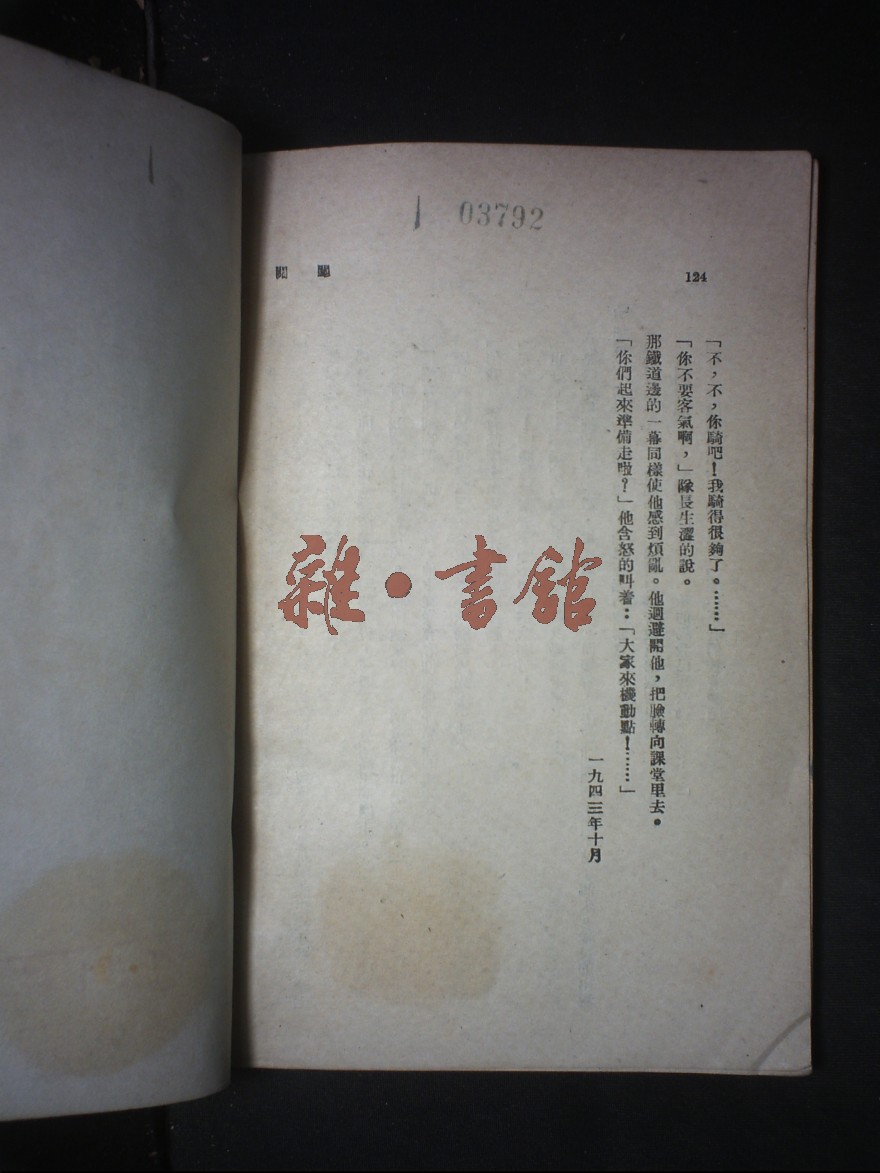 03792
124
「不，不，你騎吧！我騎得很夠了。……」
「你不要客氣啊，」隊長生澀的說。
那鐵道邊的一幕同樣使他感到煩亂。他迴避開他，把臉轉向課堂里去。
「你們起來準備走啦？」他含怒的叫着：「大家來機動點！……」
一九四三年十月
雜·書館